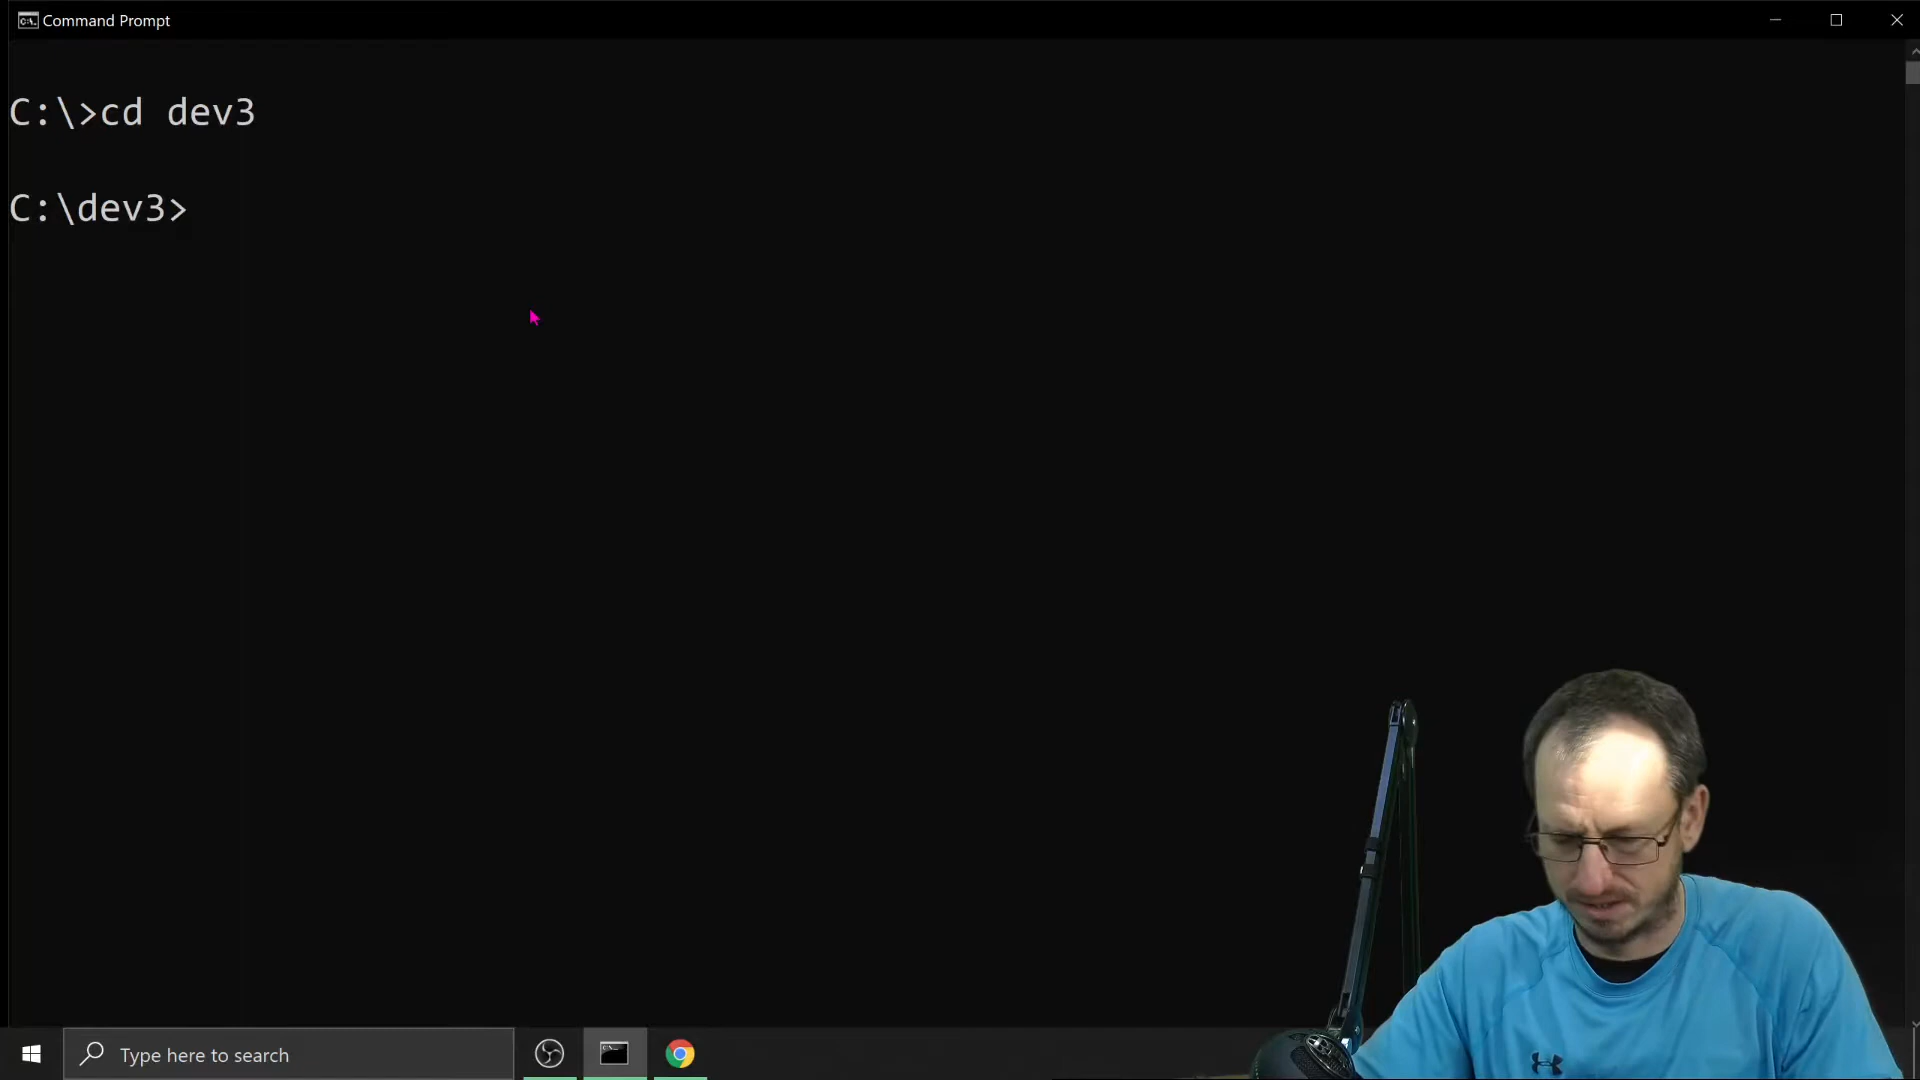 Command Prompt
C:\>cd dev3
C:\dev3>
Type here to search